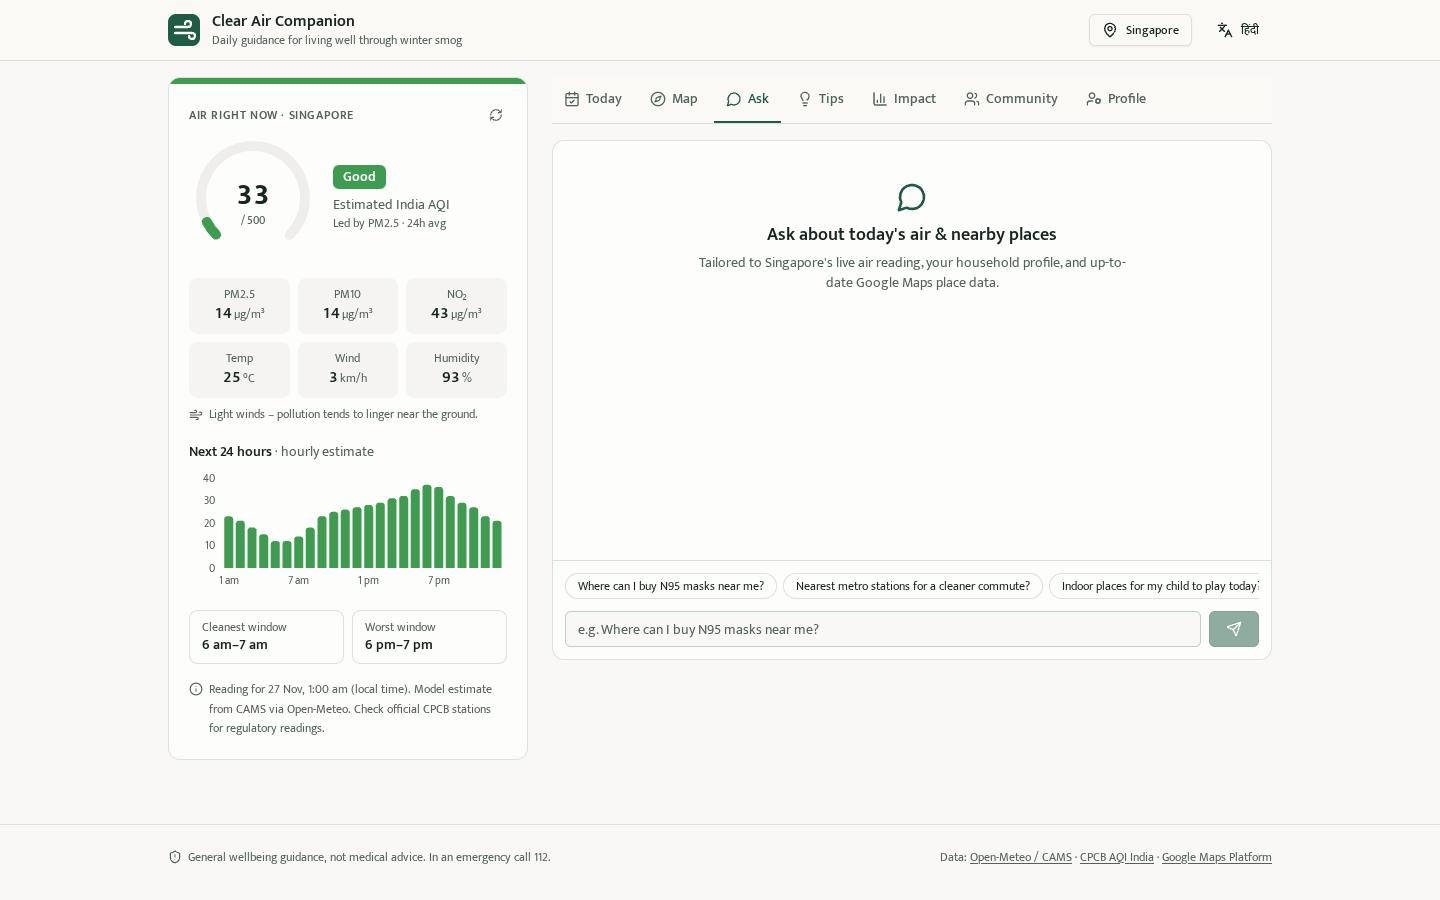 Clear Air Companion
Daily guidance for living well through winter smog
Singapore
हिंदी
AIR RIGHT NOW · SINGAPORE
33
/ 500
Good
Estimated India AQI
Led by PM2.5 · 24h avg
PM2.5
14 µg/m³
PM10
14 µg/m³
NO₂
43 µg/m³
Temp
25 °C
Wind
3 km/h
Humidity
93 %
Light winds – pollution tends to linger near the ground.
Next 24 hours · hourly estimate
40
30
20
10
0
1 am
7 am
1 pm
7 pm
Cleanest window
6 am–7 am
Worst window
6 pm–7 pm
Reading for 27 Nov, 1:00 am (local time). Model estimate
from CAMS via Open-Meteo. Check official CPCB stations
for regulatory readings.
Today
Map
Ask
Tips
Impact
Community
Profile
Ask about today's air & nearby places
Tailored to Singapore's live air reading, your household profile, and up-to-
date Google Maps place data.
Where can I buy N95 masks near me?
Nearest metro stations for a cleaner commute?
Indoor places for my child to play today?
e.g. Where can I buy N95 masks near me?
General wellbeing guidance, not medical advice. In an emergency call 112.
Data: Open-Meteo / CAMS · CPCB AQI India · Google Maps Platform